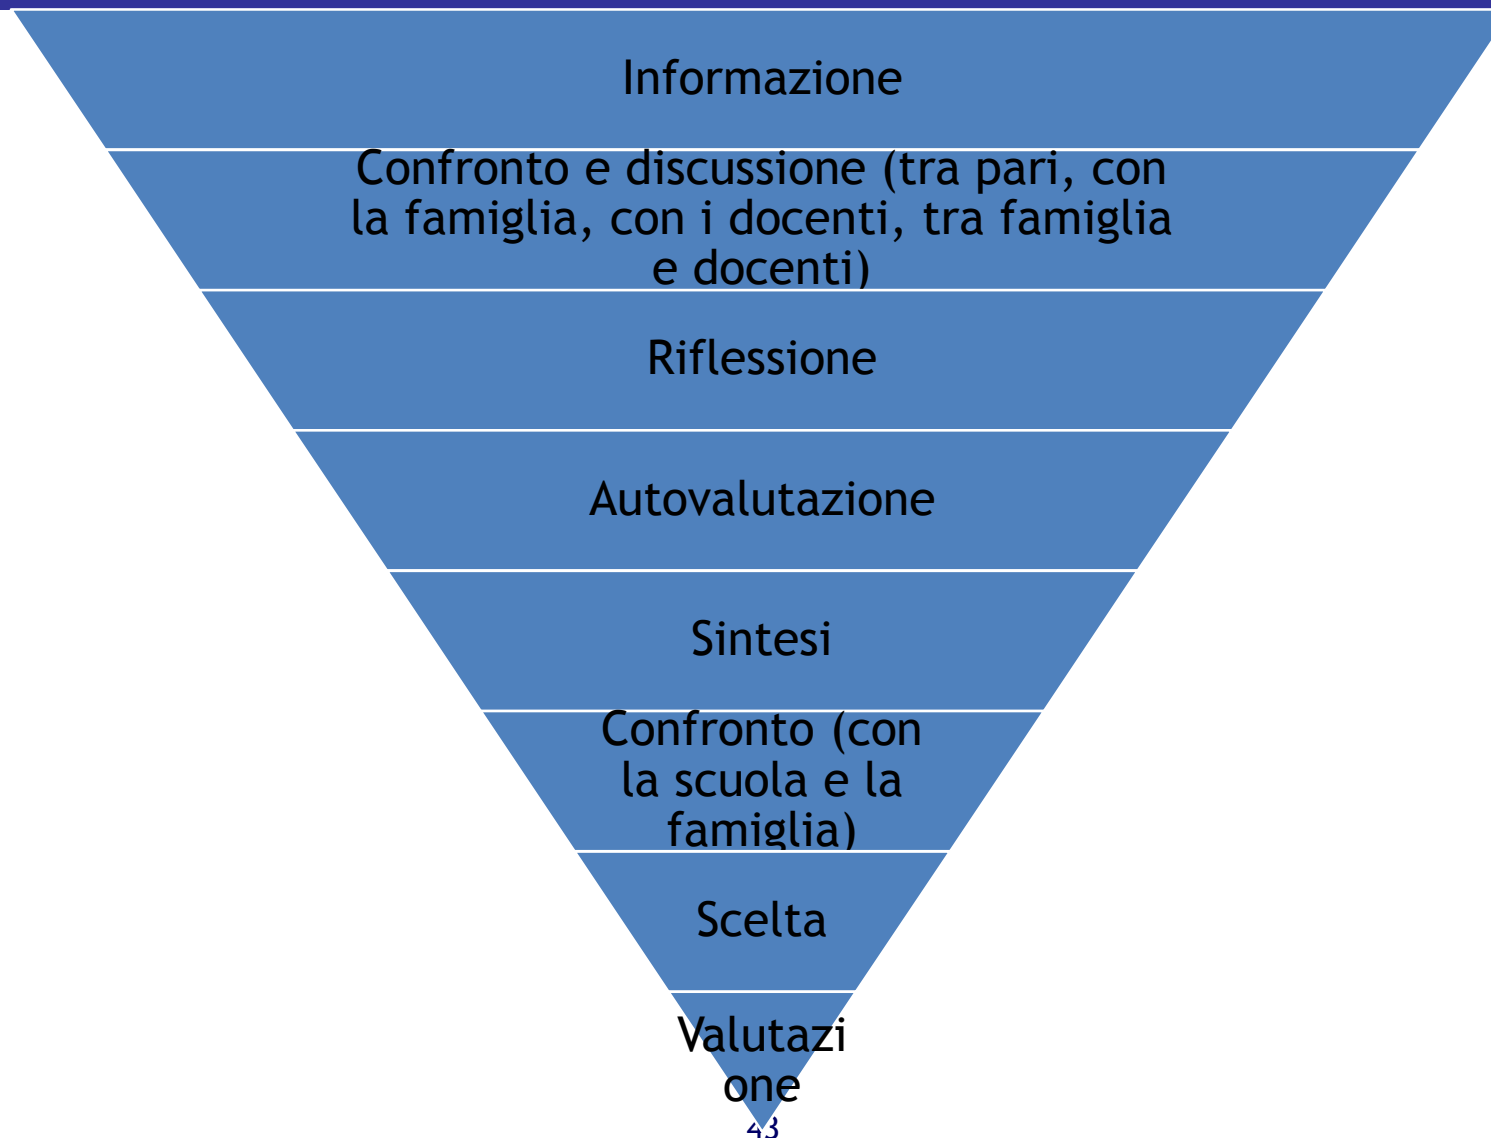 Informazione
Confronto e discussione (tra pari, con
la famiglia, con i docenti, tra famiglia
e docenti)
Riflessione
Autovalutazione
Sintesi
Confronto (con
la scuola e la
famiglia)
Scelta
Valutazi
one
43